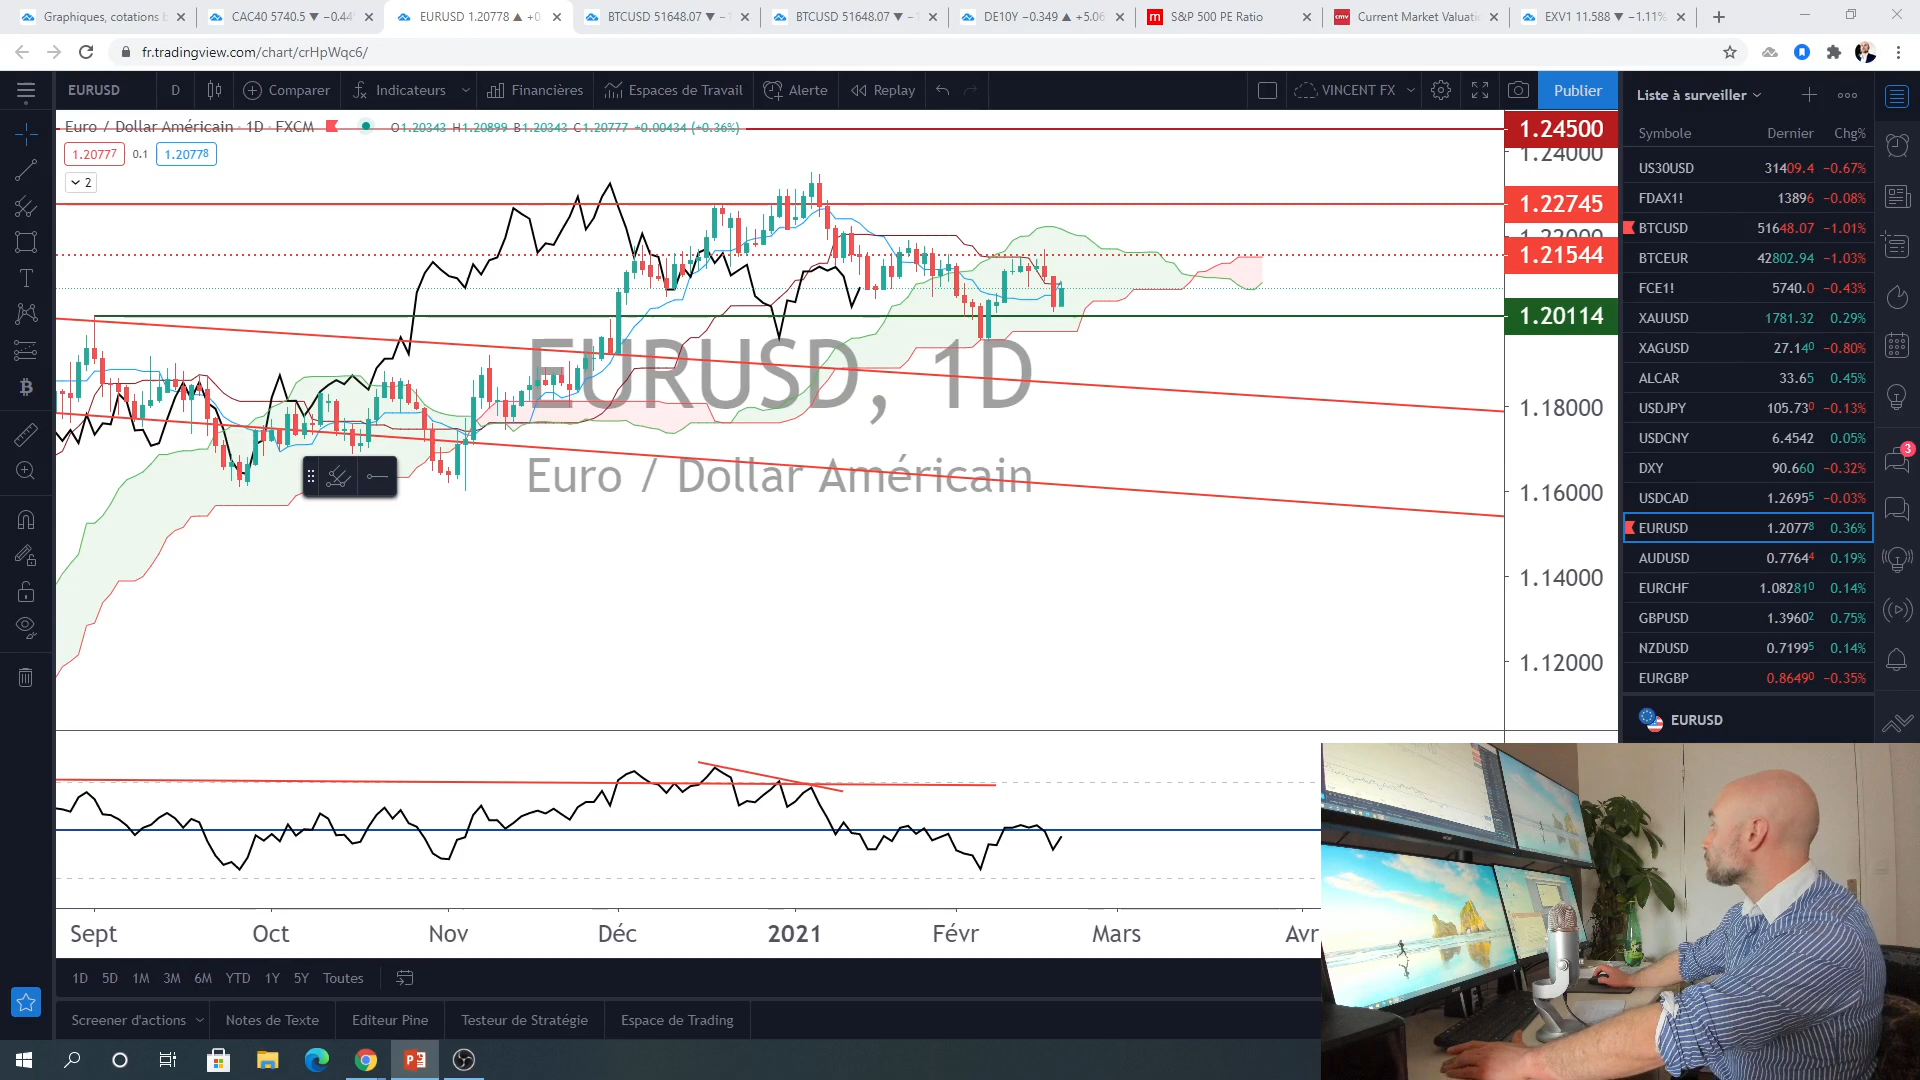 Graphiques, cotations b
CAC40 5740.5 ▼ −0.44
EURUSD 1.20778 ▲ +0
BTCUSD 51648.07 ▼ −1
BTCUSD 51648.07 ▼ −1
DE10Y −0.349 ▲ +5.06
S&P 500 PE Ratio
Current Market Valuati
EXV1 11.588 ▼ −1.11%
fr.tradingview.com/chart/crHpWqc6/
EURUSD
D
Comparer
Indicateurs
Financières
Espaces de Travail
Alerte
Replay
VINCENT FX
Publier
Euro / Dollar Américain · 1D · FXCM
O1.20343 H1.20899 B1.20343 C1.20777 +0.00434 (+0.36%)
1.20777
0.1
1.20778
2
1.24500
1.24000
1.22745
1.22000
1.21544
1.20114
1.18000
1.16000
1.14000
1.12000
EURUSD, 1D
Euro / Dollar Américain
Sept
Oct
Nov
Déc
2021
Févr
Mars
Avr
1D 5D 1M 3M 6M YTD 1Y 5Y Toutes
Screener d'actions
Notes de Texte
Editeur Pine
Testeur de Stratégie
Espace de Trading
Liste à surveiller
Symbole Dernier Chg%
US30USD 31409.4 −0.67%
FDAX1! 13896 −0.08%
BTCUSD 51648.07 −1.01%
BTCEUR 42802.94 −1.03%
FCE1! 5740.0 −0.43%
XAUUSD 1781.32 0.29%
XAGUSD 27.140 −0.80%
ALCAR 33.65 0.45%
USDJPY 105.730 −0.13%
USDCNY 6.4542 0.05%
DXY 90.660 −0.32%
USDCAD 1.26955 −0.03%
EURUSD 1.20778 0.36%
AUDUSD 0.77644 0.19%
EURCHF 1.082810 0.14%
GBPUSD 1.39602 0.75%
NZDUSD 0.71995 0.14%
EURGBP 0.86490 −0.35%
3
EURUSD